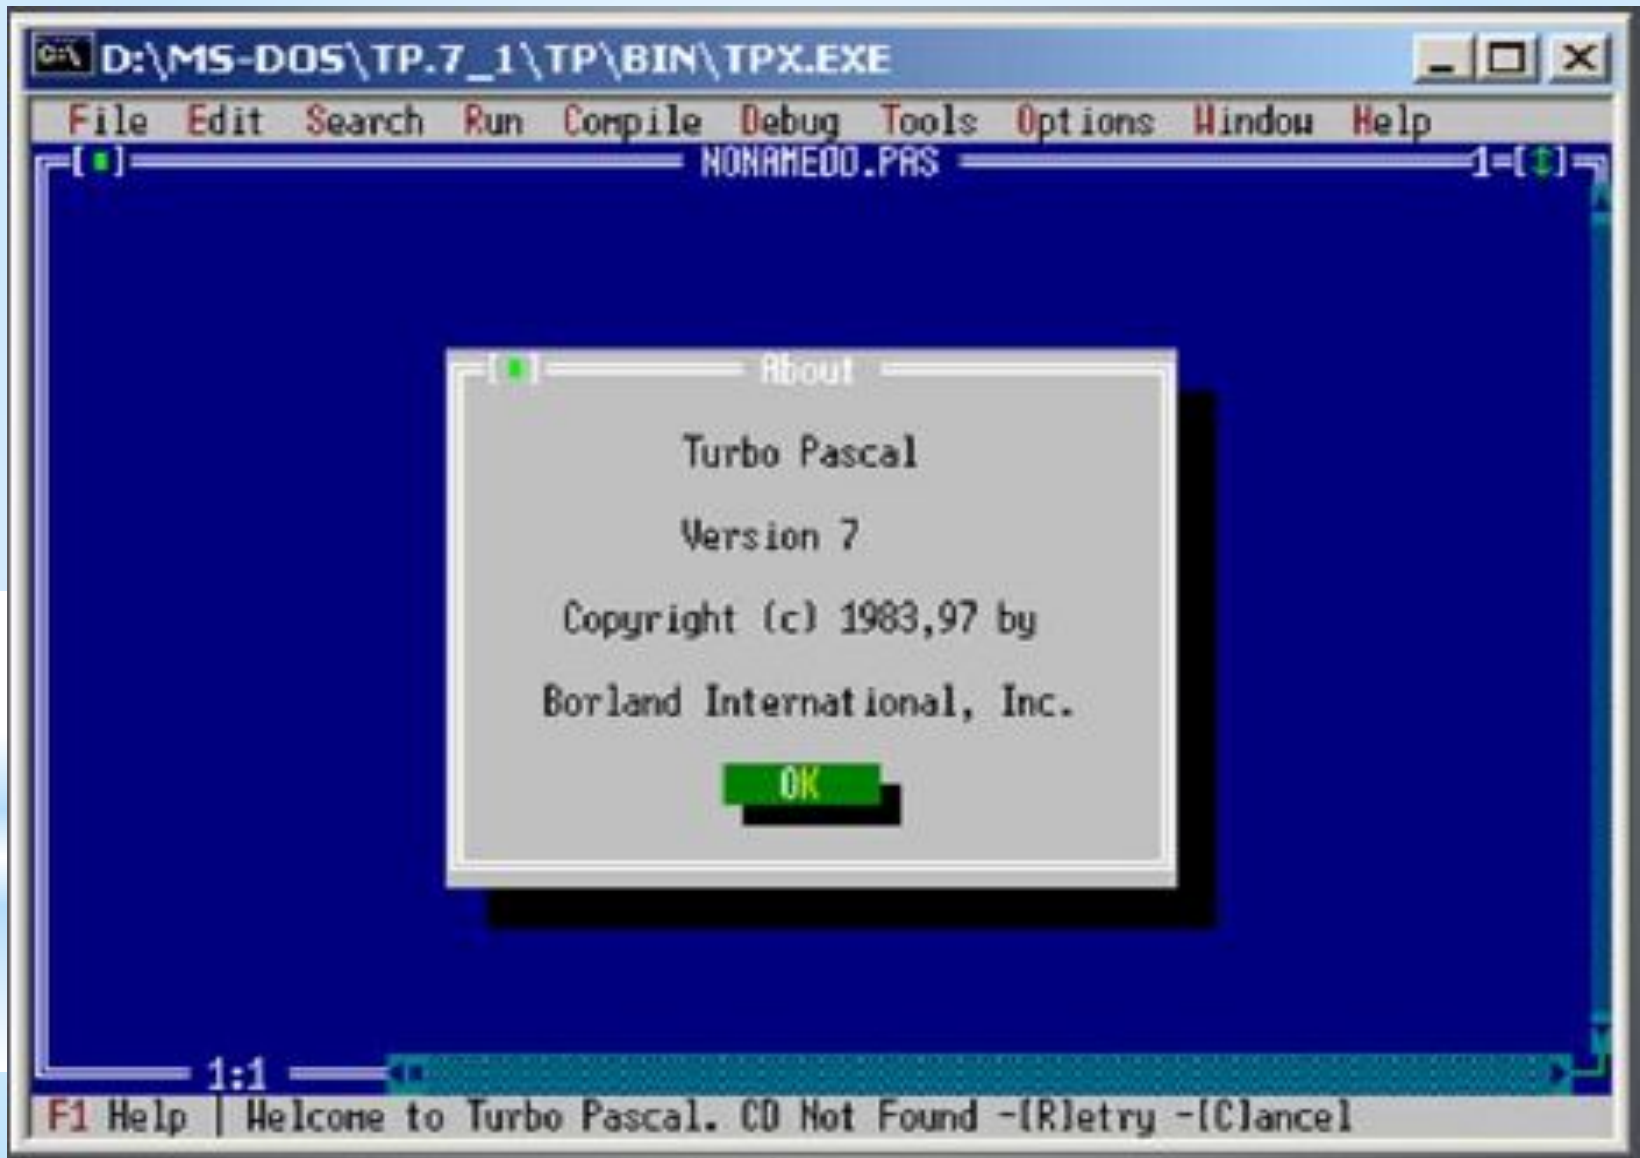 C:\ D:\MS-DOS\TP.7_1\TP\BIN\TPX.EXE
File Edit Search Run Compile Debug Tools Options Window Help
NONAME00.PAS 1
About
Turbo Pascal
Version 7
Copyright (c) 1983,97 by
Borland International, Inc.
OK
1:1
F1 Help | Welcome to Turbo Pascal. CD Not Found -[R]etry -[C]ancel